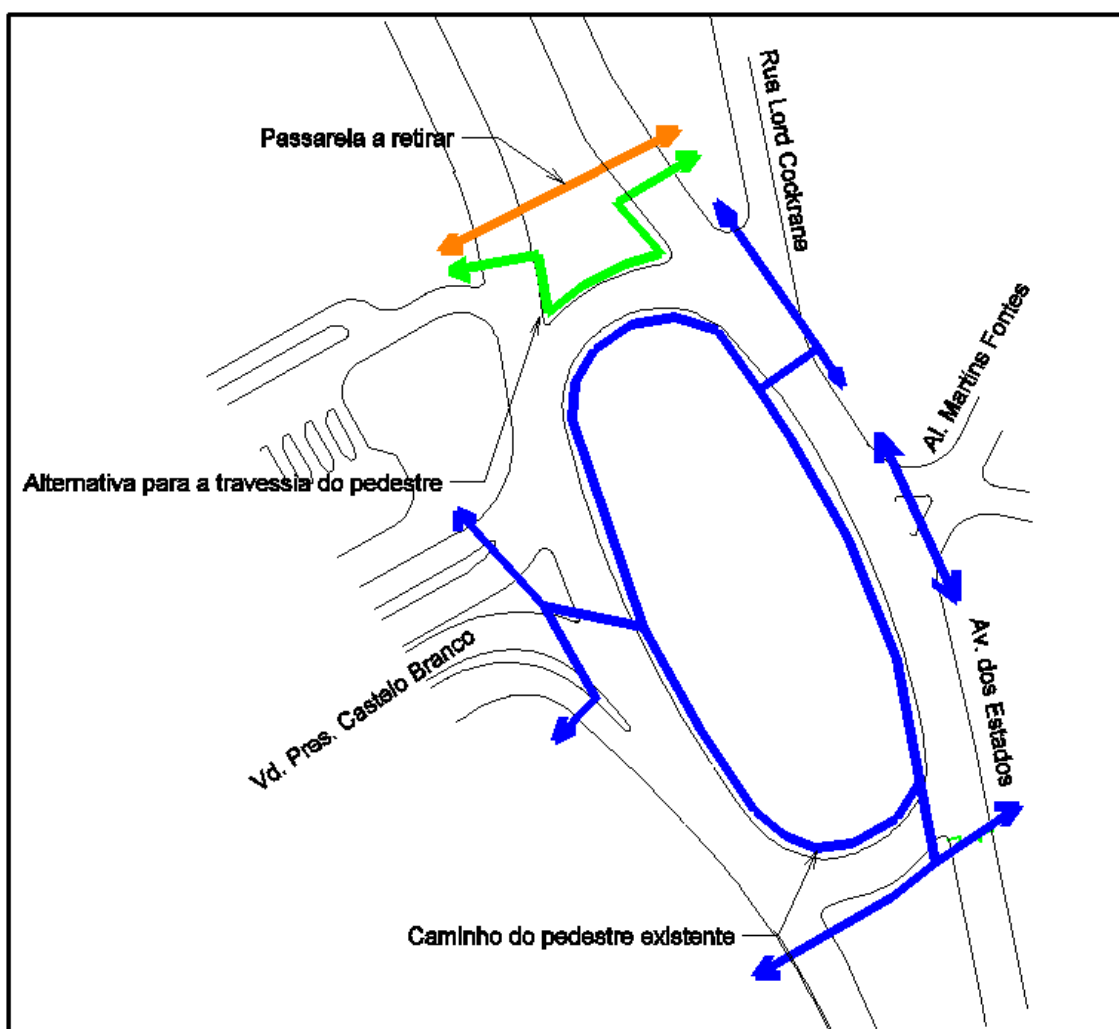 Passarela a retirar
Rua Lord Cockrane
Al. Martins Fontes
Alternativa para a travessia do pedestre
Vd. Pres. Castelo Branco
Av. dos Estados
Caminho do pedestre existente